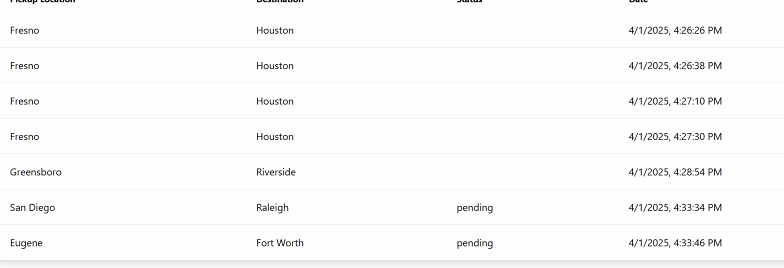 Pickup Location Destination Status Date
Fresno Houston 4/1/2025, 4:26:26 PM
Fresno Houston 4/1/2025, 4:26:38 PM
Fresno Houston 4/1/2025, 4:27:10 PM
Fresno Houston 4/1/2025, 4:27:30 PM
Greensboro Riverside 4/1/2025, 4:28:54 PM
San Diego Raleigh pending 4/1/2025, 4:33:34 PM
Eugene Fort Worth pending 4/1/2025, 4:33:46 PM